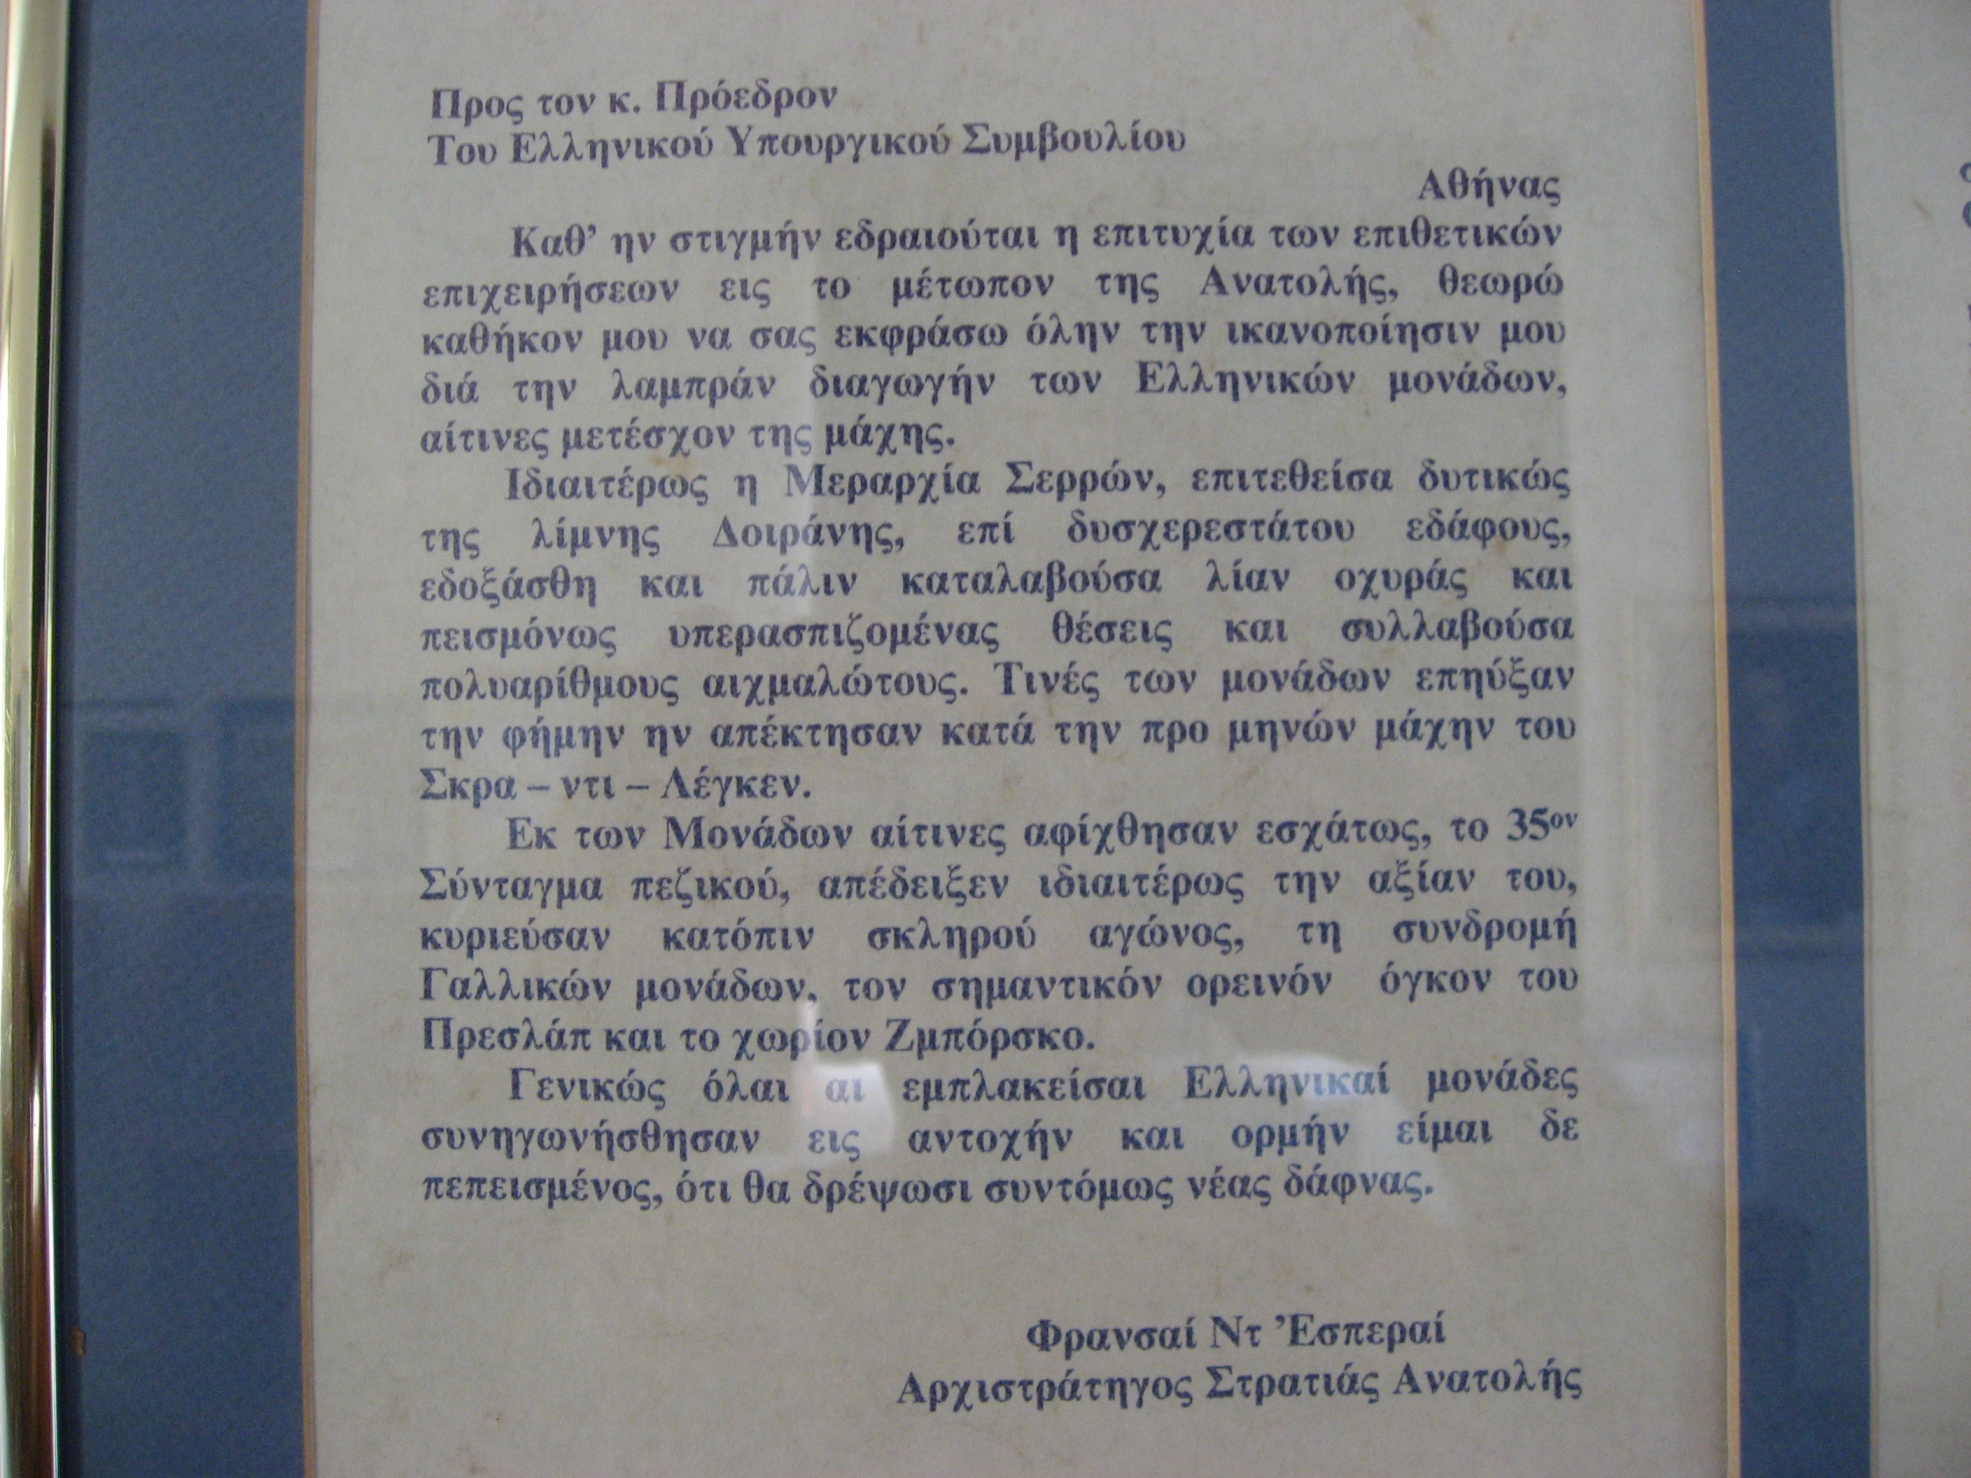 Προς τον κ. Πρόεδρον
Του Ελληνικού Υπουργικού Συμβουλίου
Αθήνας
Καθ’ ην στιγμήν εδραιούται η επιτυχία των επιθετικών
επιχειρήσεων εις το μέτωπον της Ανατολής, θεωρώ
καθήκον μου να σας εκφράσω όλην την ικανοποίησιν μου
διά την λαμπράν διαγωγήν των Ελληνικών μονάδων,
αίτινες μετέσχον της μάχης.
Ιδιαιτέρως η Μεραρχία Σερρών, επιτεθείσα δυτικώς
της λίμνης Δοιράνης, επί δυσχερεστάτου εδάφους,
εδοξάσθη και πάλιν καταλαβούσα λίαν οχυράς και
πεισμόνως υπερασπιζομένας θέσεις και συλλαβούσα
πολυαρίθμους αιχμαλώτους. Τινές των μονάδων επηύξαν
την φήμην ην απέκτησαν κατά την προ μηνών μάχην του
Σκρα – ντι – Λέγκεν.
Εκ των Μονάδων αίτινες αφίχθησαν εσχάτως, το 35ον
Σύνταγμα πεζικού, απέδειξεν ιδιαιτέρως την αξίαν του,
κυριεύσαν κατόπιν σκληρού αγώνος, τη συνδρομή
Γαλλικών μονάδων, τον σημαντικόν ορεινόν όγκον του
Πρεσλάπ και το χωρίον Ζμπόρσκο.
Γενικώς όλαι αι εμπλακείσαι Ελληνικαί μονάδες
συνηγωνήσθησαν εις αντοχήν και ορμήν είμαι δε
πεπεισμένος, ότι θα δρέψωσι συντόμως νέας δάφνας.
Φρανσαί Ντ ’Εσπεραί
Αρχιστράτηγος Στρατιάς Ανατολής